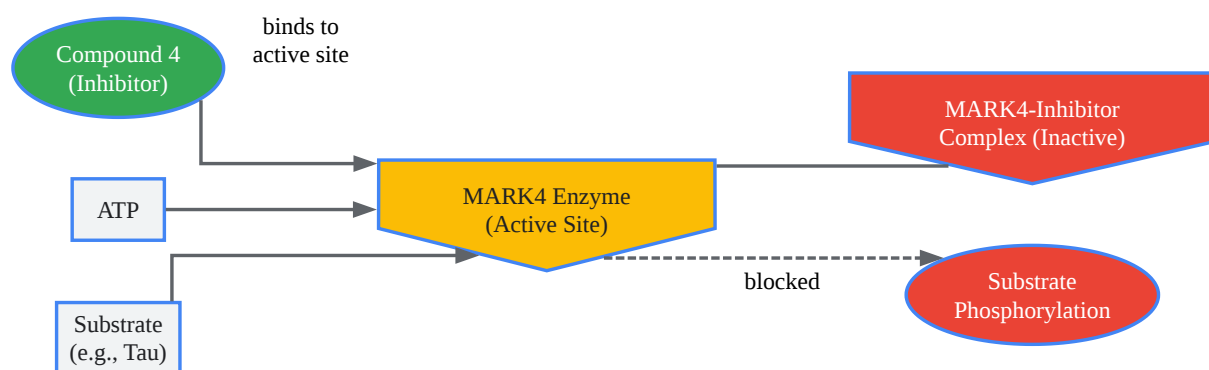 Compound 4
(Inhibitor)
binds to
active site
MARK4-Inhibitor
Complex (Inactive)
ATP
MARK4 Enzyme
(Active Site)
blocked
Substrate
Phosphorylation
Substrate
(e.g., Tau)